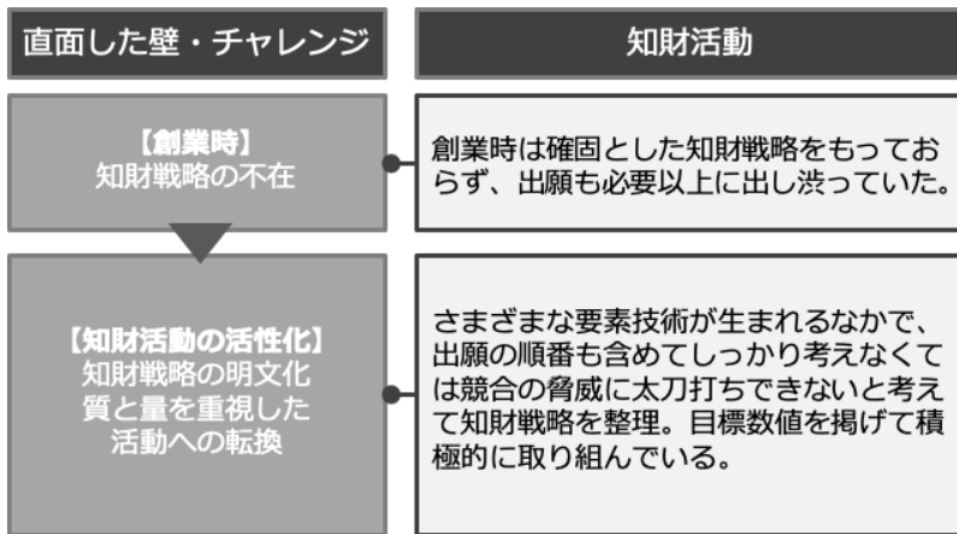 直面した壁・チャレンジ
知財活動
【創業時】
知財戦略の不在
創業時は確固とした知財戦略をもってお
らず、出願も必要以上に出し渋っていた。
【知財活動の活性化】
知財戦略の明文化
質と量を重視した
活動への転換
さまざまな要素技術が生まれるなかで、
出願の順番も含めてしっかり考えなくて
は競合の脅威に太刀打ちできないと考え
て知財戦略を整理。目標数値を掲げて積
極的に取り組んでいる。